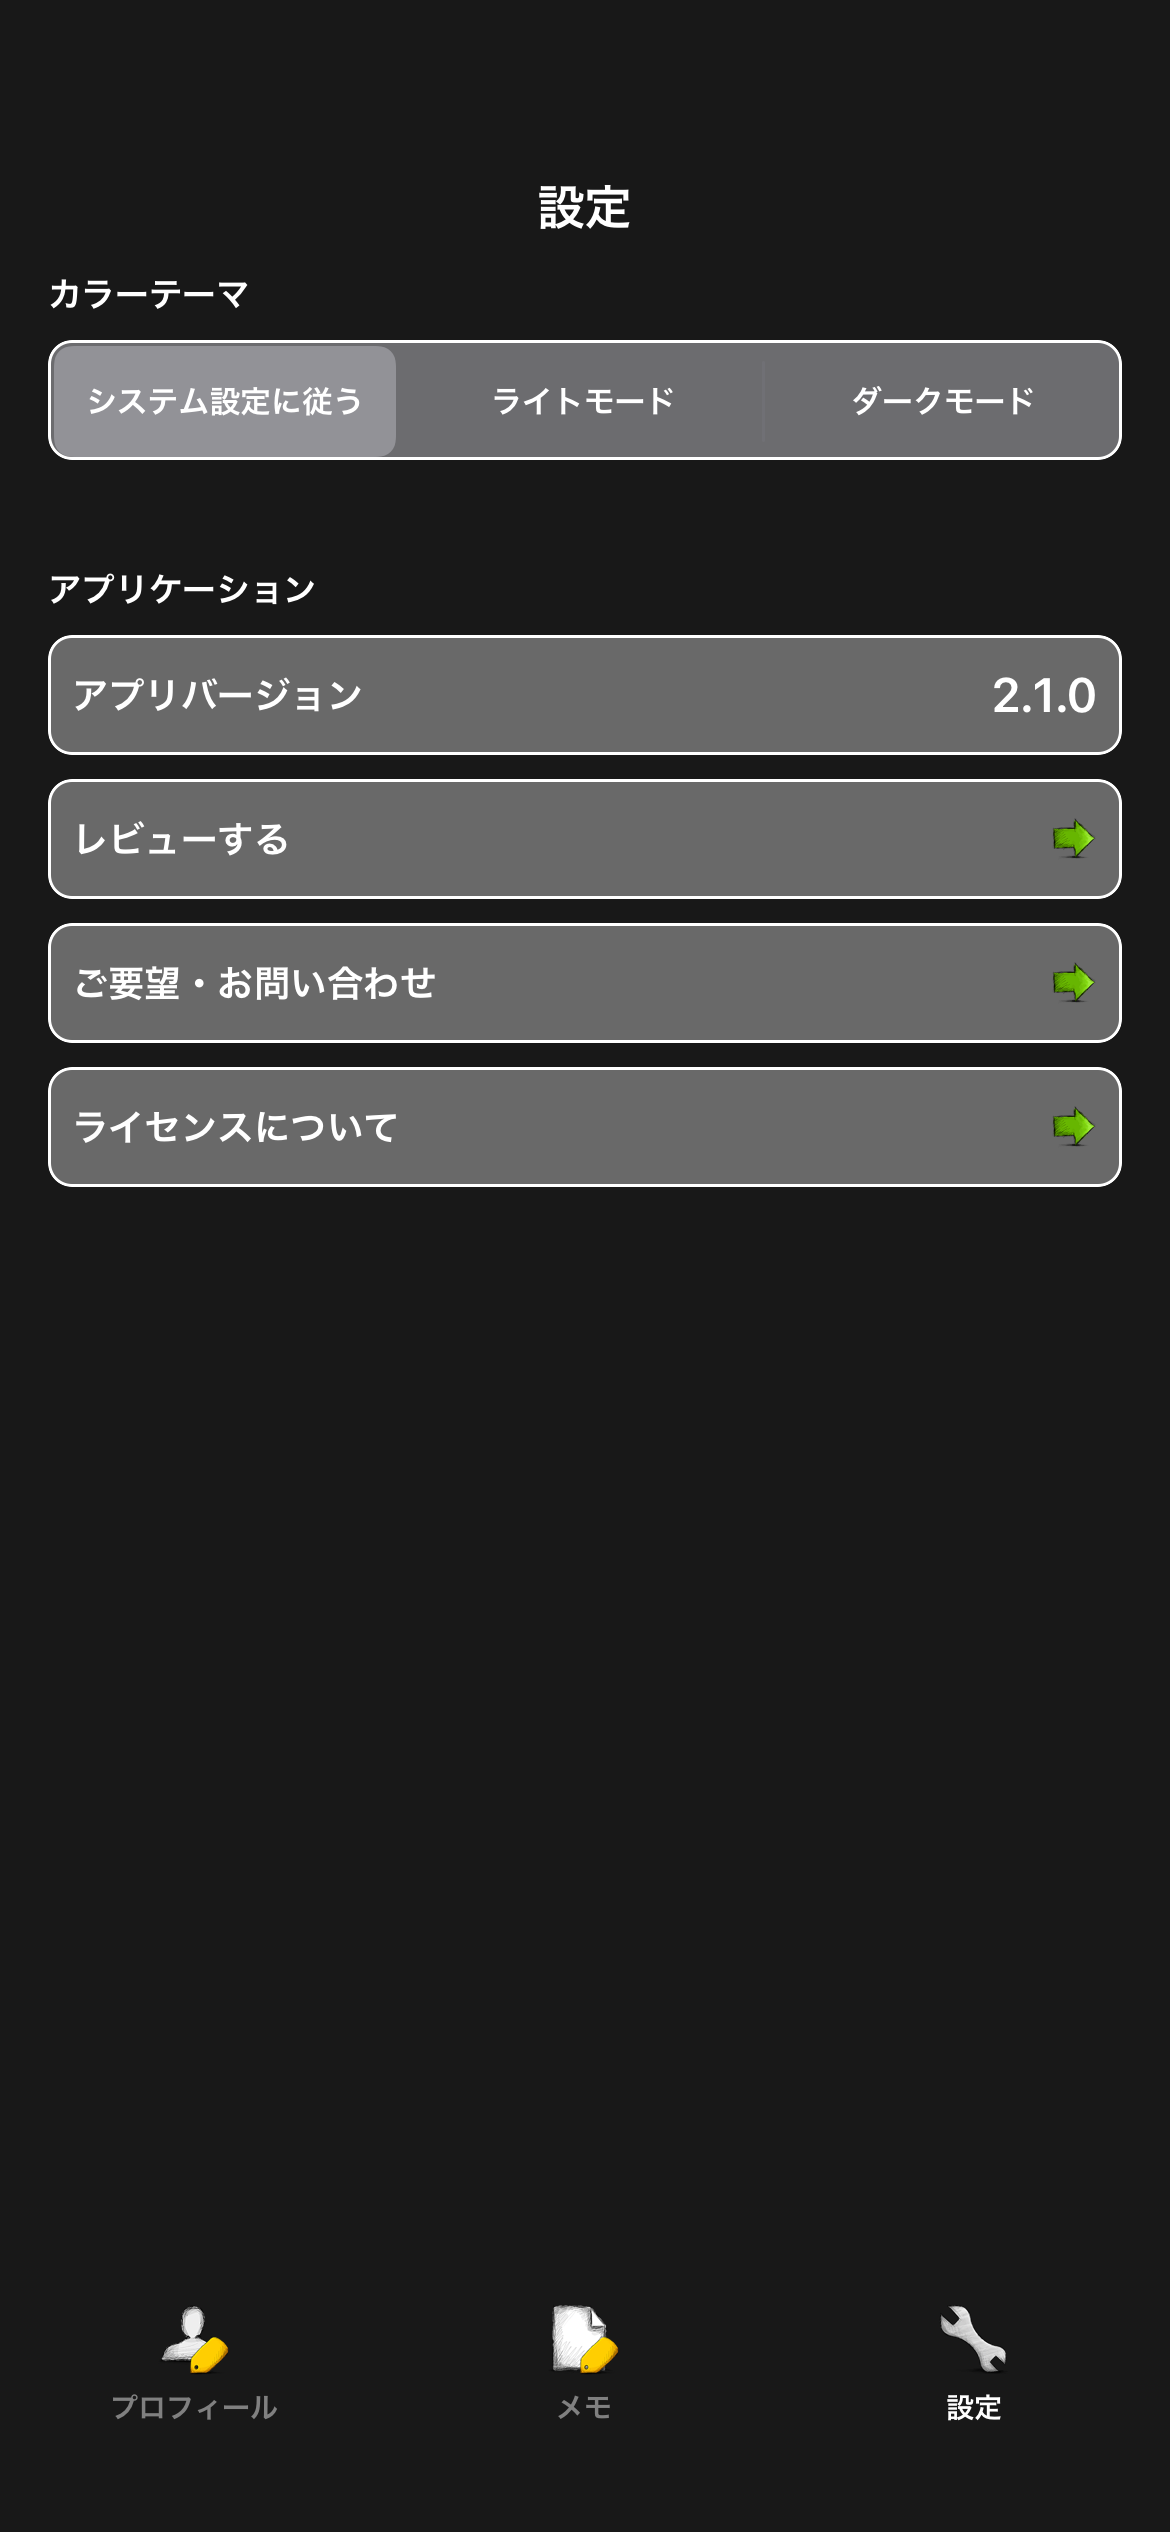 設定
カラーテーマ
システム設定に従う ライトモード ダークモード
アプリケーション
アプリバージョン 2.1.0
レビューする
ご要望・お問い合わせ
ライセンスについて
プロフィール メモ 設定